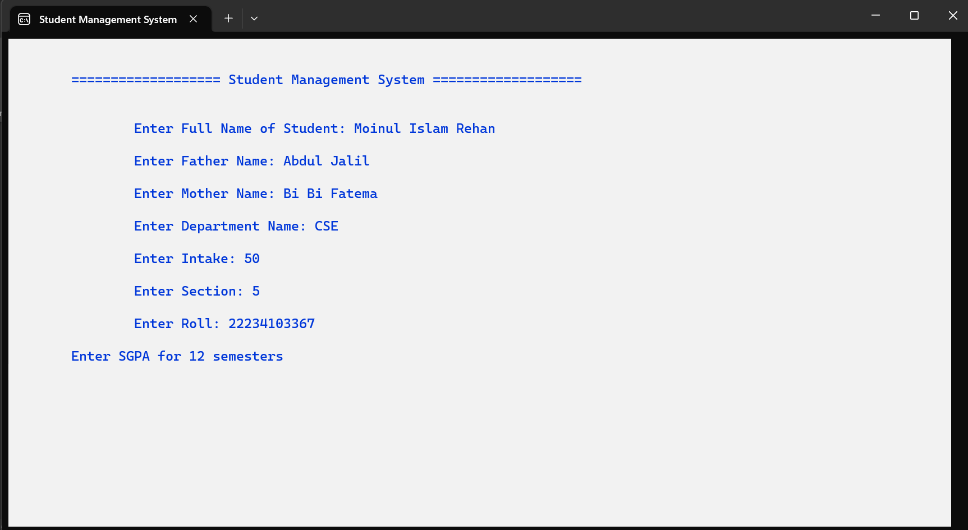 Student Management System
=================== Student Management System ===================
Enter Full Name of Student: Moinul Islam Rehan
Enter Father Name: Abdul Jalil
Enter Mother Name: Bi Bi Fatema
Enter Department Name: CSE
Enter Intake: 50
Enter Section: 5
Enter Roll: 22234103367
Enter SGPA for 12 semesters